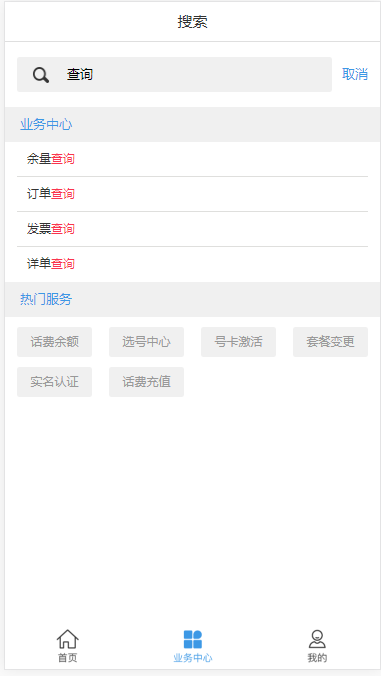 搜索
查询 取消
业务中心
余量查询
订单查询
发票查询
详单查询
热门服务
话费余额 选号中心 号卡激活 套餐变更
实名认证 话费充值
首页 业务中心 我的